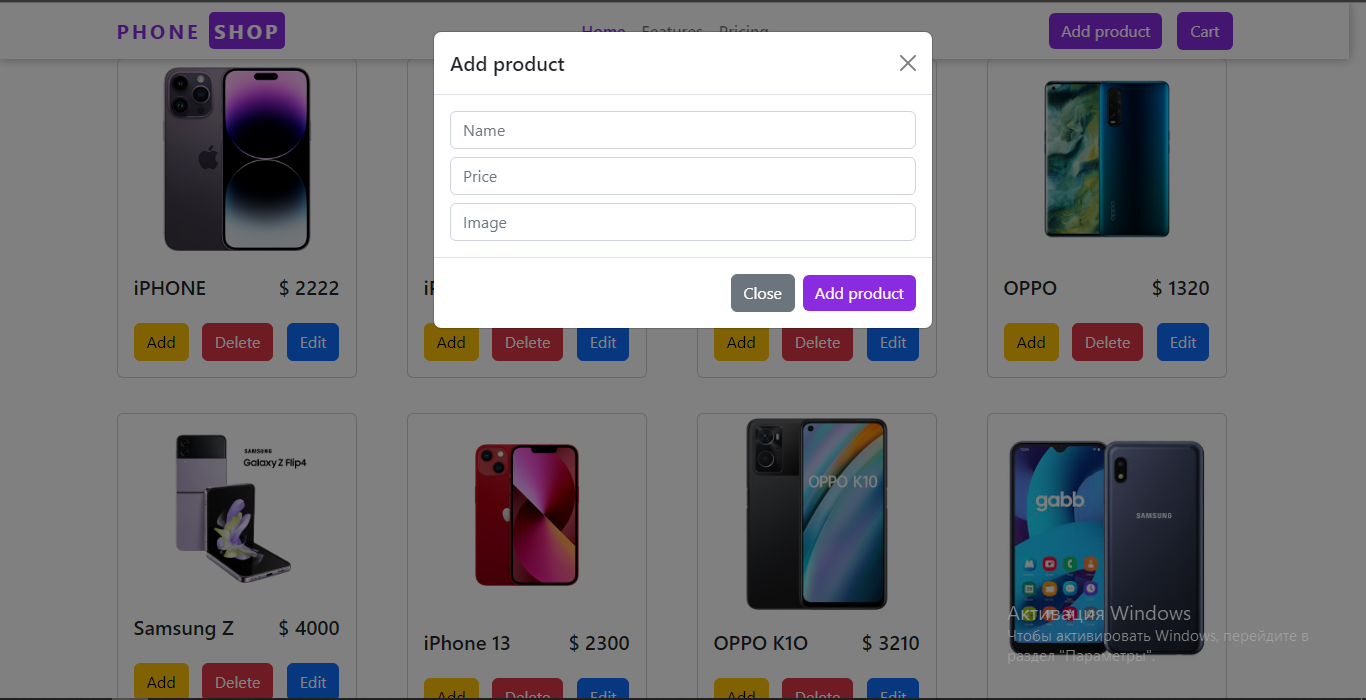 PHONE SHOP
Home Features Pricing
Add product Cart
Add product
Name
Price
Image
Close Add product
iPHONE $ 2222
OPPO $ 1320
Add Delete Edit
Add Delete Edit
Add Delete Edit
Add Delete Edit
SAMSUNG
Galaxy Z Flip4
OPPO K10
gabb
SAMSUNG
Samsung Z $ 4000
iPhone 13 $ 2300
OPPO K1O $ 3210
Add Delete Edit
Add Delete Edit
Add Delete Edit
Активация Windows
Чтобы активировать Windows, перейдите в
раздел "Параметры".